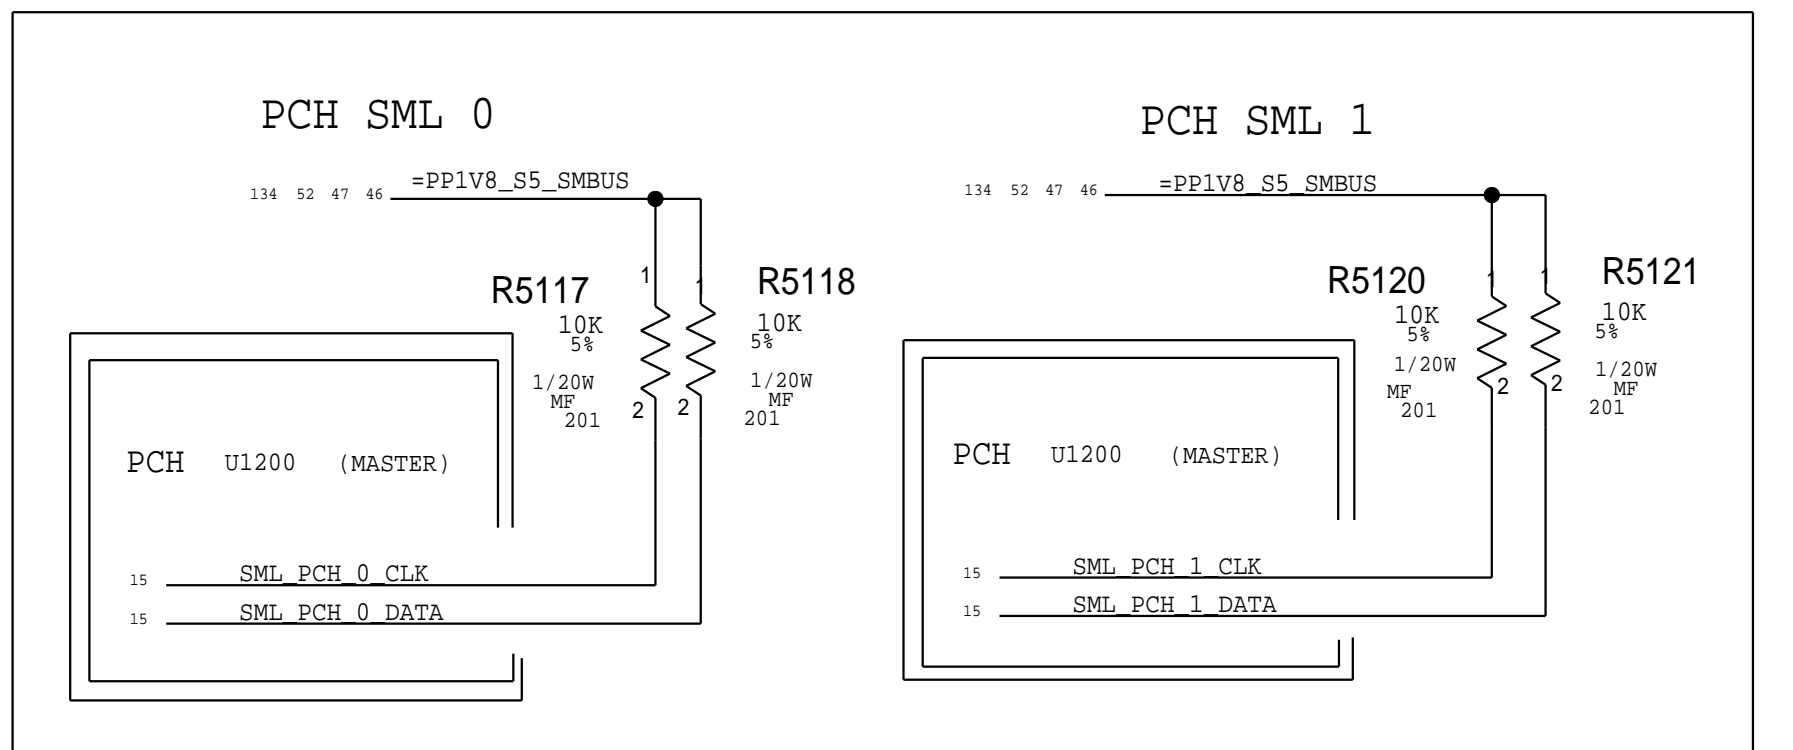 PCH SML 0
134 52 47 46 =PP1V8_S5_SMBUS
R5117
10K
5%
1/20W
MF
201
1
2
R5118
10K
5%
1/20W
MF
201
1
2
PCH U1200 (MASTER)
15 SML_PCH_0_CLK
15 SML_PCH_0_DATA
PCH SML 1
134 52 47 46 =PP1V8_S5_SMBUS
R5120
10K
5%
1/20W
MF
201
1
2
R5121
10K
5%
1/20W
MF
201
1
2
PCH U1200 (MASTER)
15 SML_PCH_1_CLK
15 SML_PCH_1_DATA